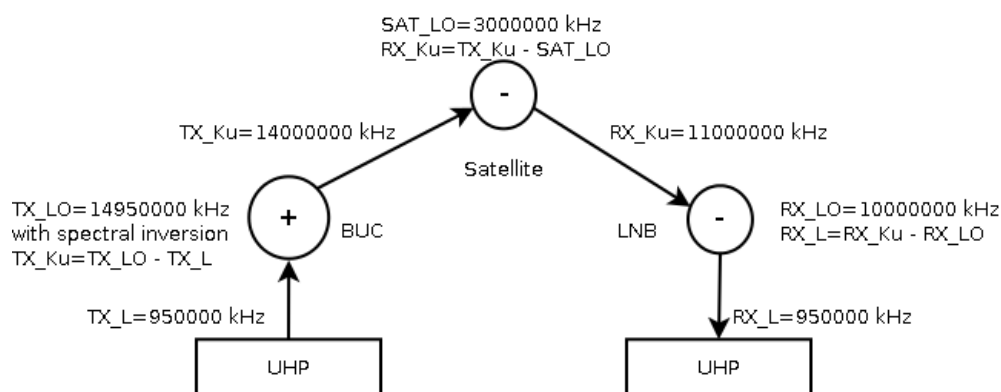 SAT_LO=3000000 kHz
RX_Ku=TX_Ku - SAT_LO
-
TX_Ku=14000000 kHz
RX_Ku=11000000 kHz
Satellite
TX_LO=14950000 kHz
with spectral inversion
TX_Ku=TX_LO - TX_L
+
BUC
LNB
-
RX_LO=10000000 kHz
RX_L=RX_Ku - RX_LO
TX_L=950000 kHz
RX_L=950000 kHz
UHP
UHP